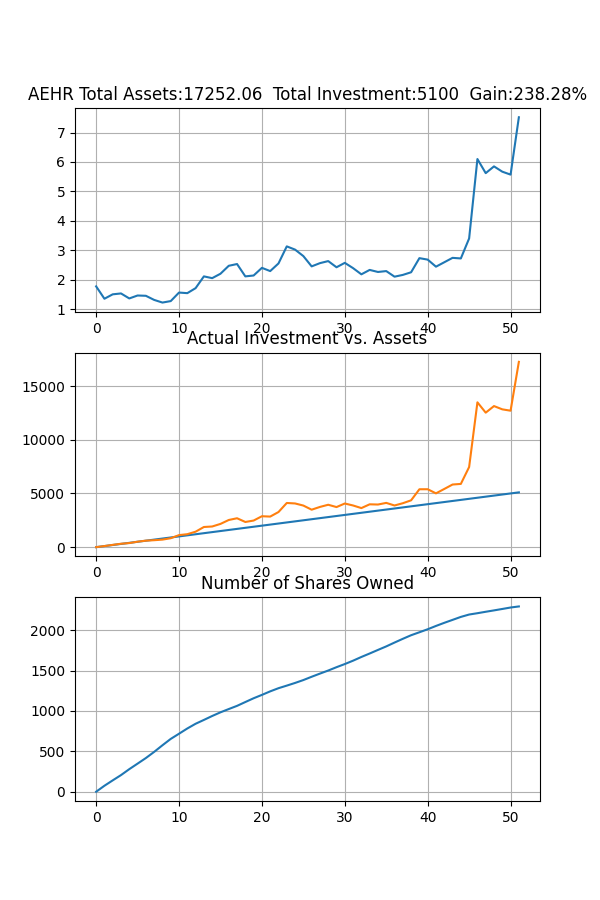 AEHR Total Assets:17252.06  Total Investment:5100  Gain:238.28%
7
6
5
4
3
2
1
0 10 20 30 40 50
Actual Investment vs. Assets
15000
10000
5000
0
0 10 20 30 40 50
Number of Shares Owned
2000
1500
1000
500
0
0 10 20 30 40 50